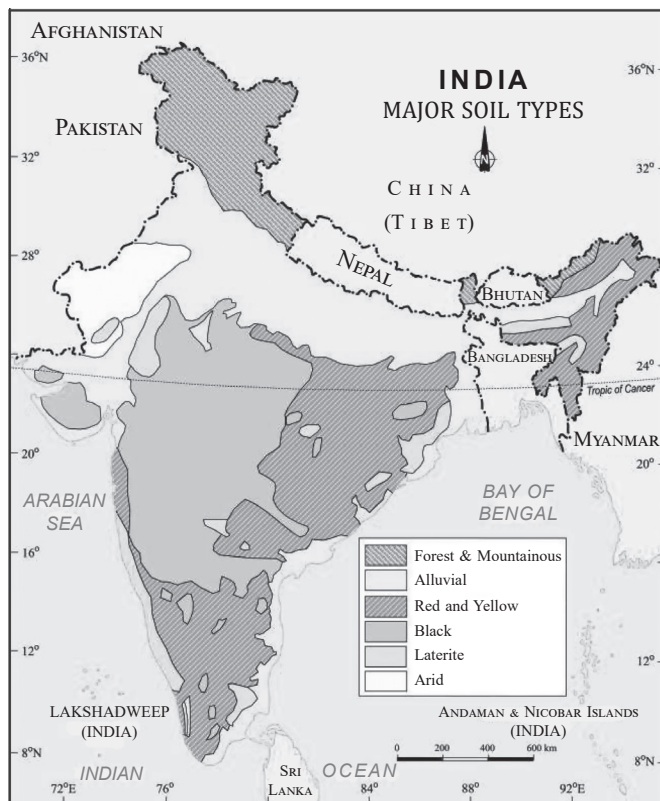 AFGHANISTAN
36°N
36°N
INDIA
MAJOR SOIL TYPES
PAKISTAN
N
32°
32°
CHINA
(TIBET)
28°
28°
NEPAL
BHUTAN
BANGLADESH
24°
24°
Tropic of Cancer
MYANMAR
20°
20°
ARABIAN
SEA
BAY OF
BENGAL
16°
16°
Forest & Mountainous
Alluvial
Red and Yellow
Black
Laterite
Arid
12°
12°
LAKSHADWEEP
(INDIA)
ANDAMAN & NICOBAR ISLANDS
(INDIA)
0 200 400 600 km
8°N
8°N
INDIAN
OCEAN
SRI
LANKA
72°E
76°
84°
88°
92°E